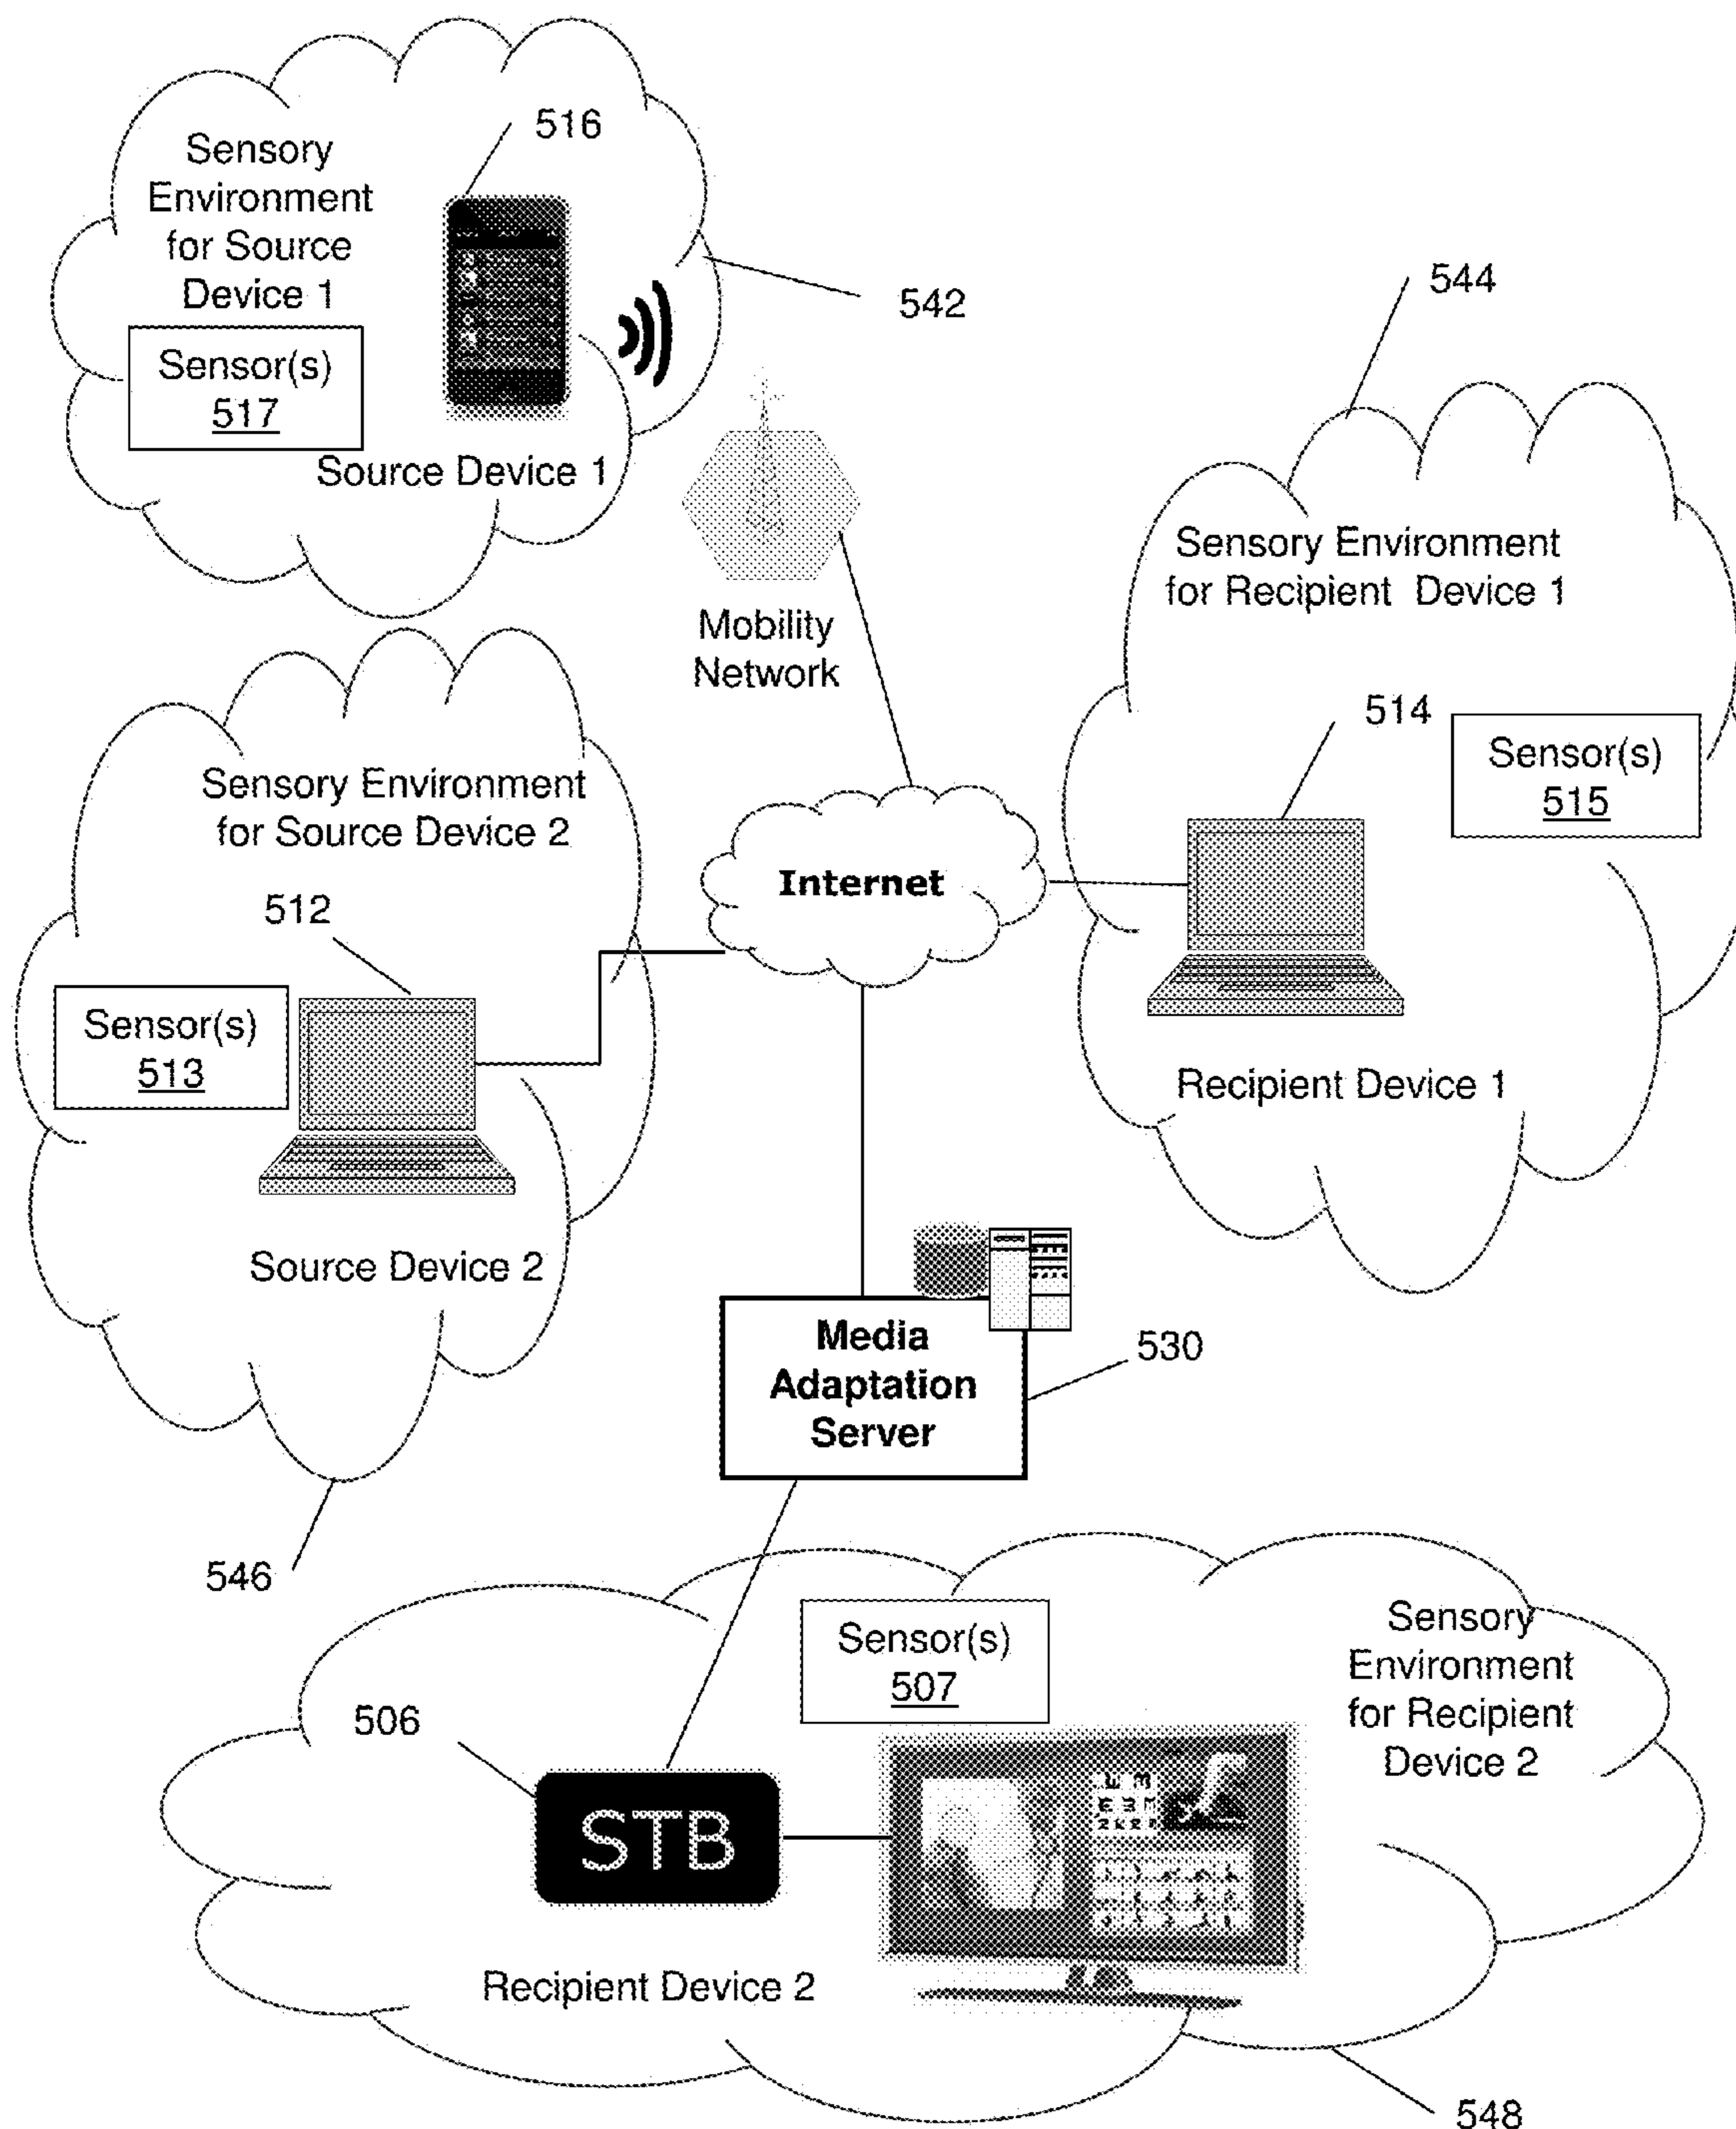 516
Sensory
Environment
for Source
Device 1
542
Sensor(s)
517
Source Device 1
544
Sensory Environment
for Recipient Device 1
Mobility
Network
514
Sensor(s)
515
Sensory Environment
for Source Device 2
Internet
512
Sensor(s)
513
Recipient Device 1
Source Device 2
Media
Adaptation
Server
530
546
Sensor(s)
507
Sensory
Environment
for Recipient
Device 2
506
STB
Recipient Device 2
548